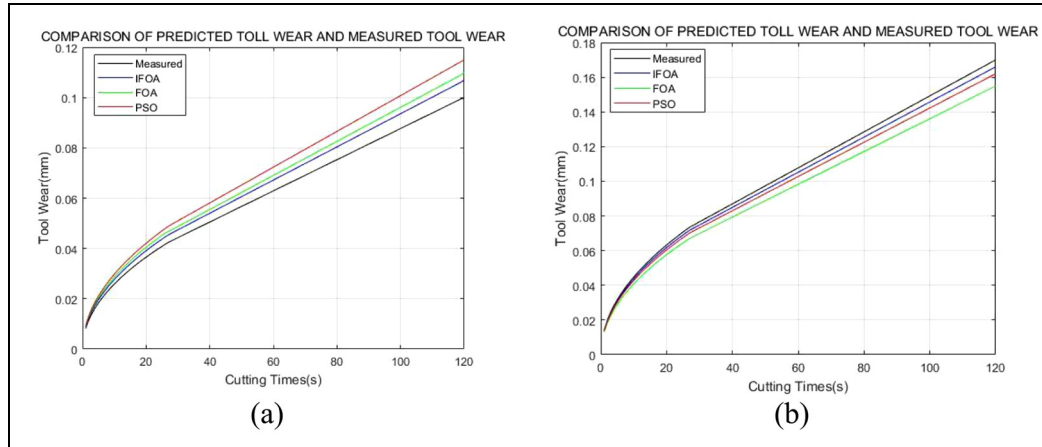 COMPARISON OF PREDICTED TOLL WEAR AND MEASURED TOOL WEAR
0.12
0.1
0.08
0.06
0.04
0.02
0
Tool Wear(mm)
Measured
IFOA
FOA
PSO
0 20 40 60 80 100 120
Cutting Times(s)
(a)
COMPARISON OF PREDICTED TOLL WEAR AND MEASURED TOOL WEAR
0.18
0.16
0.14
0.12
0.1
0.08
0.06
0.04
0.02
0
Tool Wear(mm)
Measured
IFOA
FOA
PSO
0 20 40 60 80 100 120
Cutting Times(s)
(b)